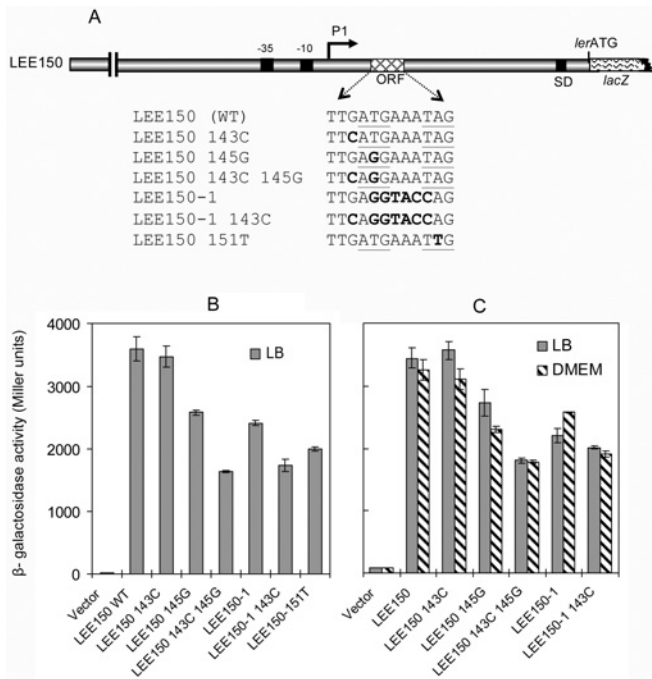 A
P1
lerATG
-35
-10
LEE150
ORF
SD
lacZ
LEE150 (WT) TTGATGAAATAG
LEE150 143C TTCATGAAATAG
LEE150 145G TTGAGGAAATAG
LEE150 143C 145G TTCAGGAAATAG
LEE150-1 TTGAGGTACCAG
LEE150-1 143C TTCAGGTACCAG
LEE150 151T TTGATGAAATTG
B
C
β- galactosidase activity (Miller units)
4000
3000
2000
1000
0
LB
Vector
LEE150 WT
LEE150 143C
LEE150 145G
LEE150 143C 145G
LEE150-1
LEE150-1 143C
LEE150-151T
LB
DMEM
Vector
LEE150
LEE150 143C
LEE150 145G
LEE150 143C 145G
LEE150-1
LEE150-1 143C